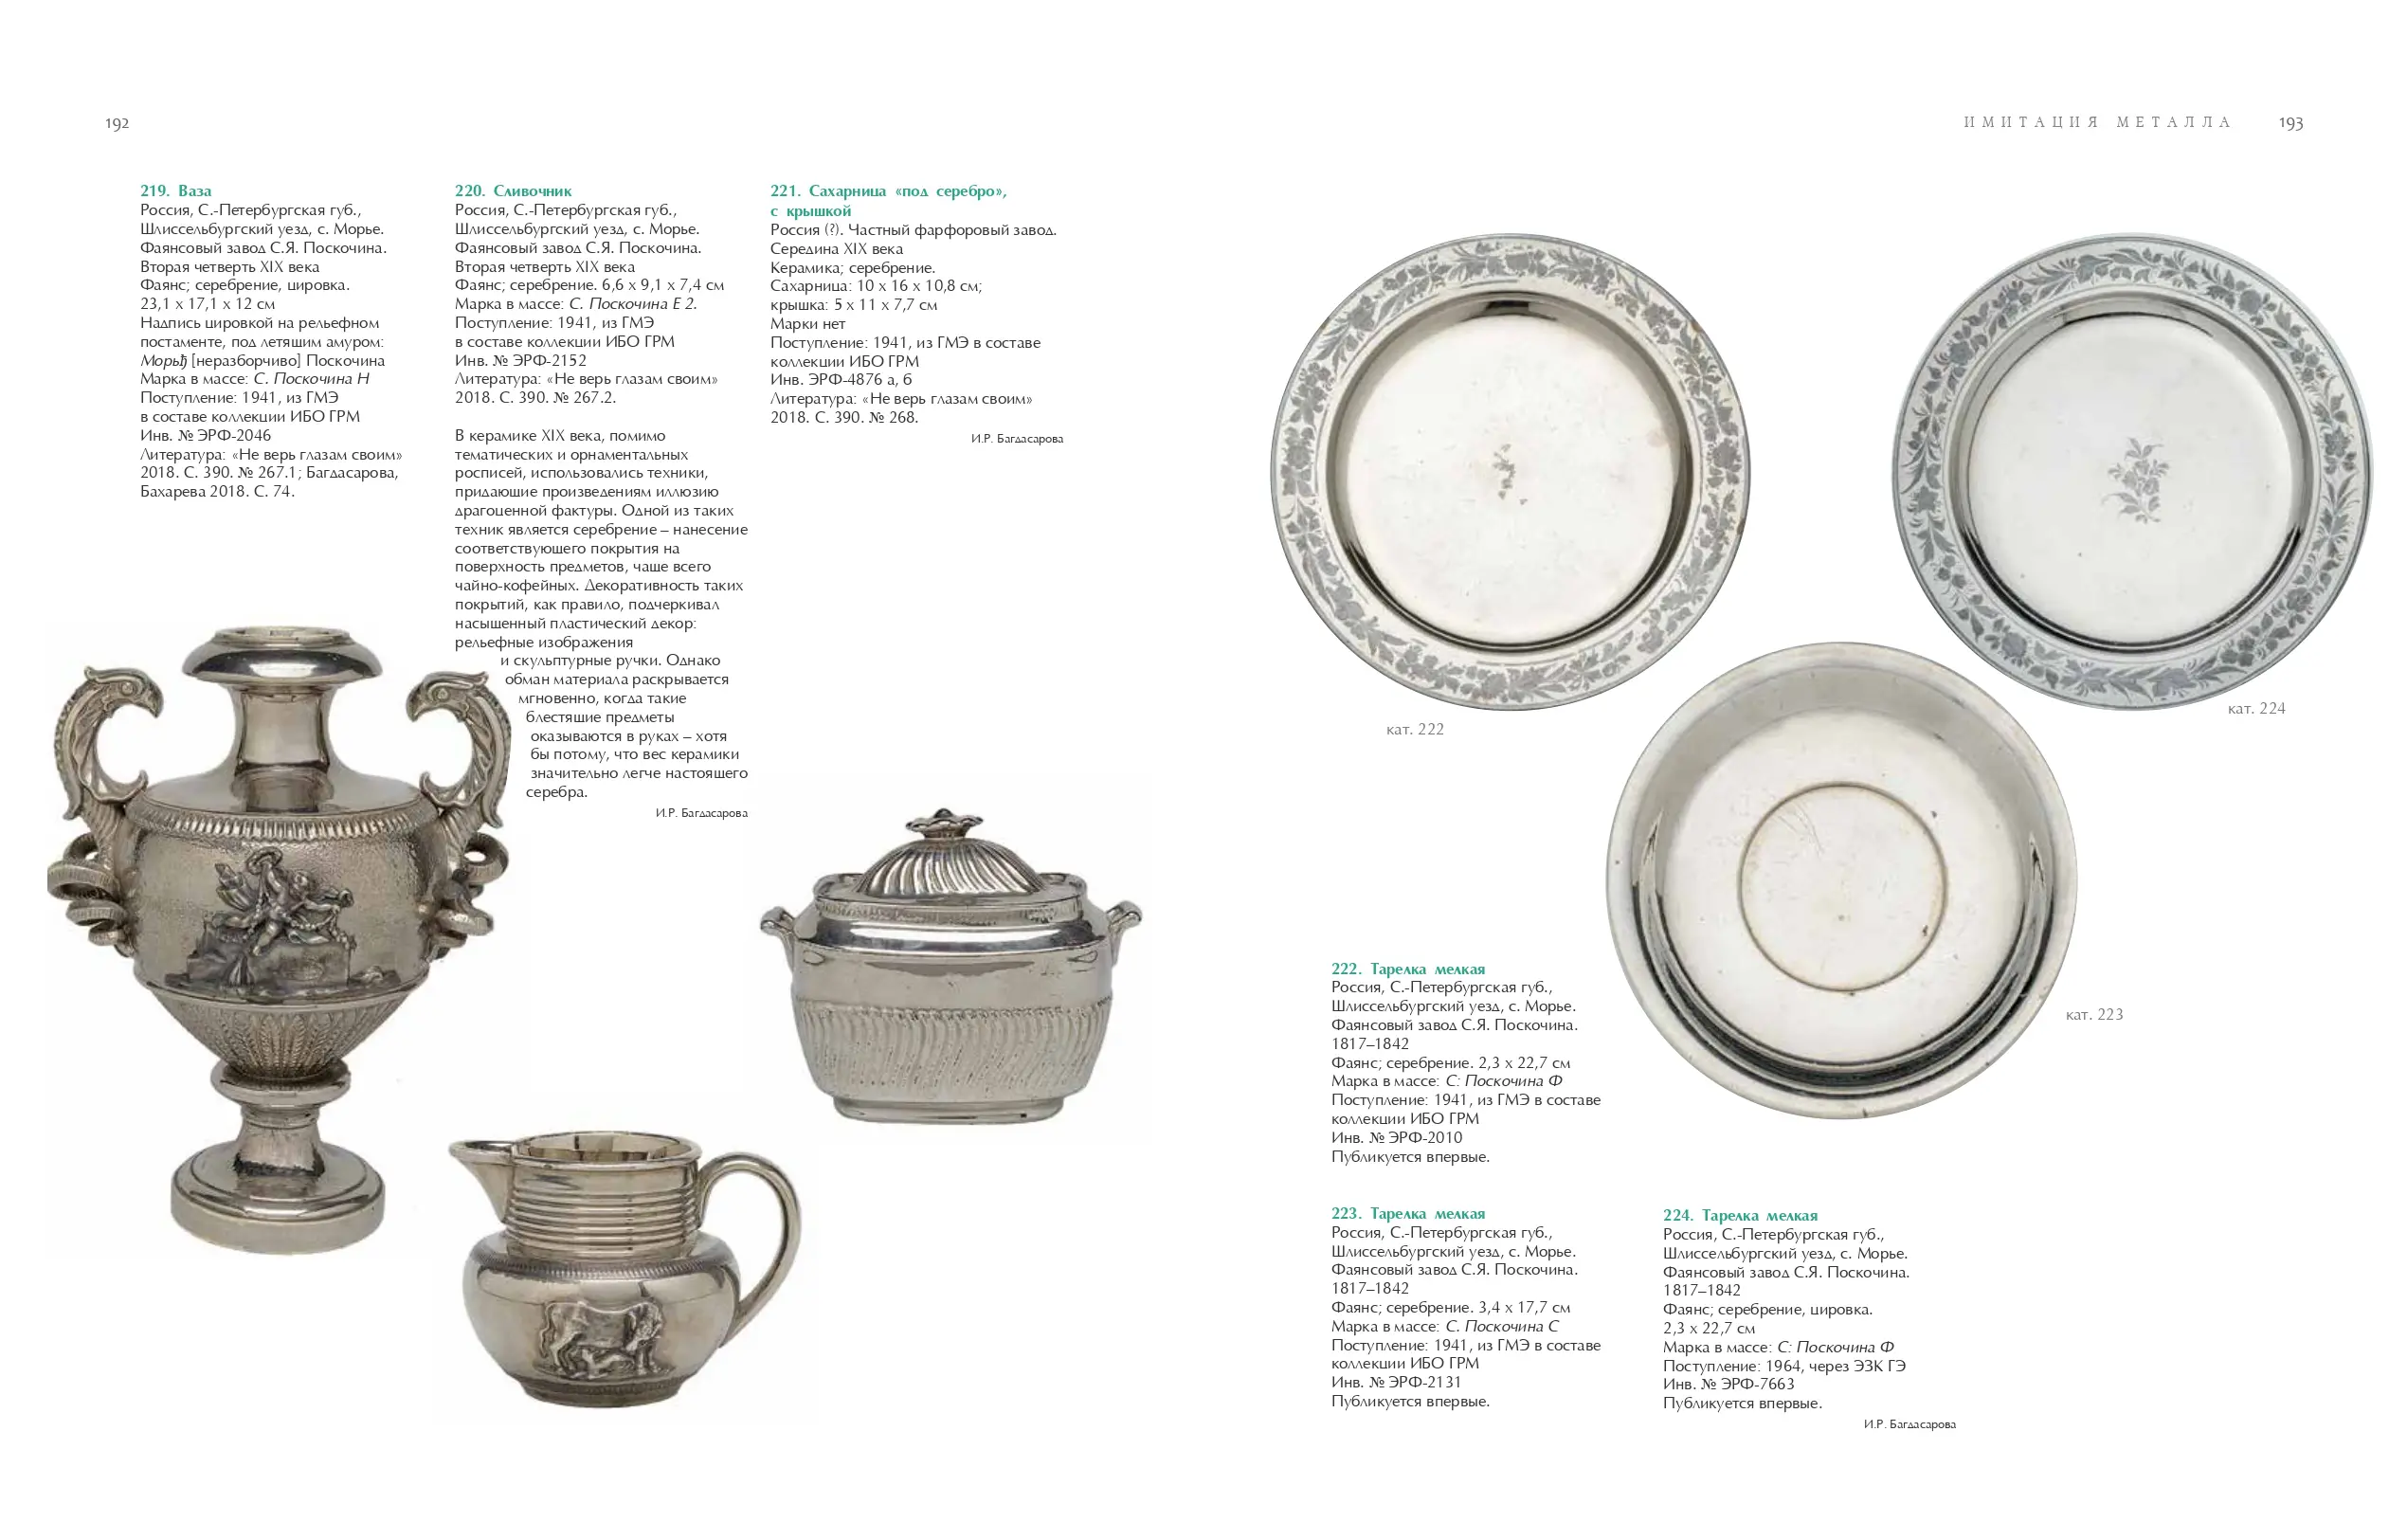 192
ИМИТАЦИЯ МЕТАЛЛА 193
219. Ваза
Россия, С.-Петербургская губ.,
Шлиссельбургский уезд, с. Морье.
Фаянсовый завод С.Я. Поскочина.
Вторая четверть XIX века
Фаянс; серебрение, цировка.
23,1 х 17,1 х 12 см
Надпись цировкой на рельефном
постаменте, под летящим амуром:
Морьѣ [неразборчиво] Поскочина
Марка в массе: С. Поскочина Н
Поступление: 1941, из ГМЭ
в составе коллекции ИБО ГРМ
Инв. № ЭРФ-2046
Литература: «Не верь глазам своим»
2018. С. 390. № 267.1; Багдасарова,
Бахарева 2018. С. 74.
220. Сливочник
Россия, С.-Петербургская губ.,
Шлиссельбургский уезд, с. Морье.
Фаянсовый завод С.Я. Поскочина.
Вторая четверть XIX века
Фаянс; серебрение. 6,6 х 9,1 х 7,4 см
Марка в массе: С. Поскочина Е 2.
Поступление: 1941, из ГМЭ
в составе коллекции ИБО ГРМ
Инв. № ЭРФ-2152
Литература: «Не верь глазам своим»
2018. С. 390. № 267.2.
В керамике XIX века, помимо
тематических и орнаментальных
росписей, использовались техники,
придающие произведениям иллюзию
драгоценной фактуры. Одной из таких
техник является серебрение – нанесение
соответствующего покрытия на
поверхность предметов, чаще всего
чайно-кофейных. Декоративность таких
покрытий, как правило, подчеркивал
насыщенный пластический декор:
рельефные изображения
и скульптурные ручки. Однако
обман материала раскрывается
мгновенно, когда такие
блестящие предметы
оказываются в руках – хотя
бы потому, что вес керамики
значительно легче настоящего
серебра.
И.Р. Багдасарова
221. Сахарница «под серебро»,
с крышкой
Россия (?). Частный фарфоровый завод.
Середина XIX века
Керамика; серебрение.
Сахарница: 10 х 16 х 10,8 см;
крышка: 5 х 11 х 7,7 см
Марки нет
Поступление: 1941, из ГМЭ в составе
коллекции ИБО ГРМ
Инв. ЭРФ-4876 а, б
Литература: «Не верь глазам своим»
2018. С. 390. № 268.
И.Р. Багдасарова
кат. 222
кат. 224
кат. 223
222. Тарелка мелкая
Россия, С.-Петербургская губ.,
Шлиссельбургский уезд, с. Морье.
Фаянсовый завод С.Я. Поскочина.
1817–1842
Фаянс; серебрение. 2,3 х 22,7 см
Марка в массе: С: Поскочина Ф
Поступление: 1941, из ГМЭ в составе
коллекции ИБО ГРМ
Инв. № ЭРФ-2010
Публикуется впервые.
223. Тарелка мелкая
Россия, С.-Петербургская губ.,
Шлиссельбургский уезд, с. Морье.
Фаянсовый завод С.Я. Поскочина.
1817–1842
Фаянс; серебрение. 3,4 х 17,7 см
Марка в массе: С. Поскочина С
Поступление: 1941, из ГМЭ в составе
коллекции ИБО ГРМ
Инв. № ЭРФ-2131
Публикуется впервые.
224. Тарелка мелкая
Россия, С.-Петербургская губ.,
Шлиссельбургский уезд, с. Морье.
Фаянсовый завод С.Я. Поскочина.
1817–1842
Фаянс; серебрение, цировка.
2,3 х 22,7 см
Марка в массе: С: Поскочина Ф
Поступление: 1964, через ЭЗК ГЭ
Инв. № ЭРФ-7663
Публикуется впервые.
И.Р. Багдасарова